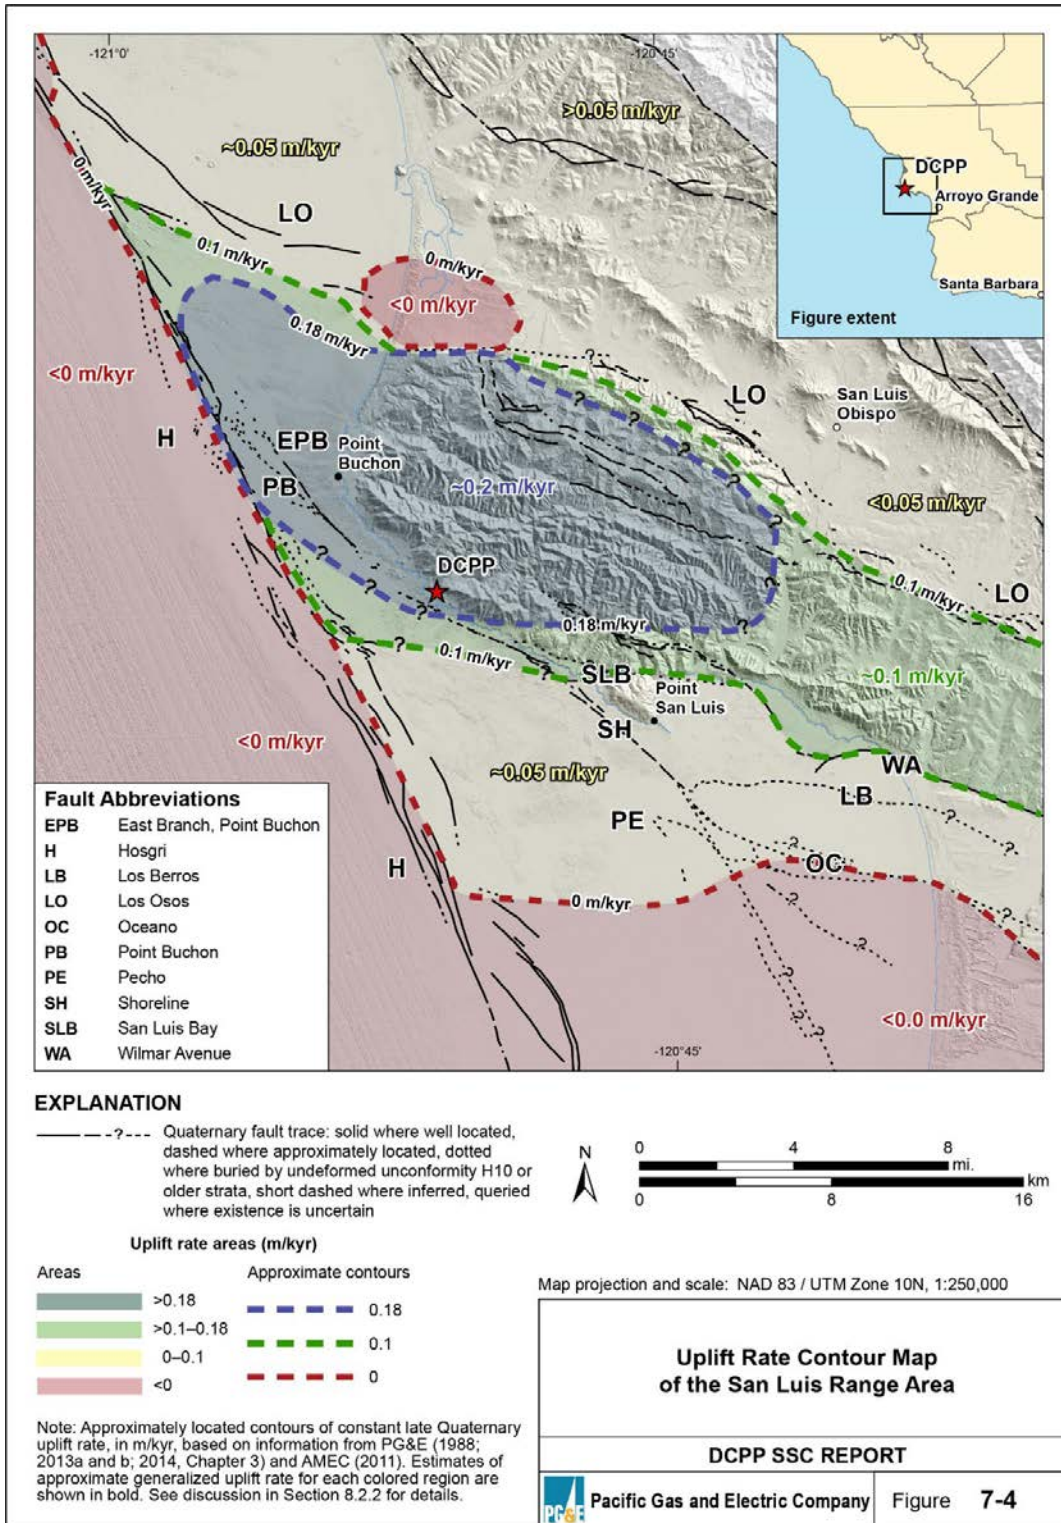 -121°0'
-120°45'
>0.05 m/kyr
~0.05 m/kyr
DCPP
Arroyo Grande
Santa Barbara
Figure extent
0 m/kyr
LO
0.1 m/kyr
0 m/kyr
<0 m/kyr
0.18 m/kyr
?
<0 m/kyr
LO
San Luis
Obispo
?
?
?
?
H
EPB
Point
Buchon
PB
~0.2 m/kyr
<0.05 m/kyr
?
?
?
?
DCPP
?
?
0.1 m/kyr
LO
?
?
0.18 m/kyr
?
0.1 m/kyr
?
SLB
~0.1 m/kyr
Point
San Luis
SH
<0 m/kyr
~0.05 m/kyr
WA
LB
PE
?
?
?
H
OC
?
0 m/kyr
?
?
?
?
?
?
<0.0 m/kyr
-120°45'
Fault Abbreviations
EPB East Branch, Point Buchon
H Hosgri
LB Los Berros
LO Los Osos
OC Oceano
PB Point Buchon
PE Pecho
SH Shoreline
SLB San Luis Bay
WA Wilmar Avenue
EXPLANATION
? Quaternary fault trace: solid where well located,
dashed where approximately located, dotted
where buried by undeformed unconformity H10 or
older strata, short dashed where inferred, queried
where existence is uncertain
N
0 4 8
mi.
km
0 8 16
Uplift rate areas (m/kyr)
Areas Approximate contours
>0.18 0.18
>0.1–0.18 0.1
0–0.1 0
<0
Note: Approximately located contours of constant late Quaternary
uplift rate, in m/kyr, based on information from PG&E (1988;
2013a and b; 2014, Chapter 3) and AMEC (2011). Estimates of
approximate generalized uplift rate for each colored region are
shown in bold. See discussion in Section 8.2.2 for details.
Map projection and scale: NAD 83 / UTM Zone 10N, 1:250,000
Uplift Rate Contour Map
of the San Luis Range Area
DCPP SSC REPORT
PG&E Pacific Gas and Electric Company Figure 7-4